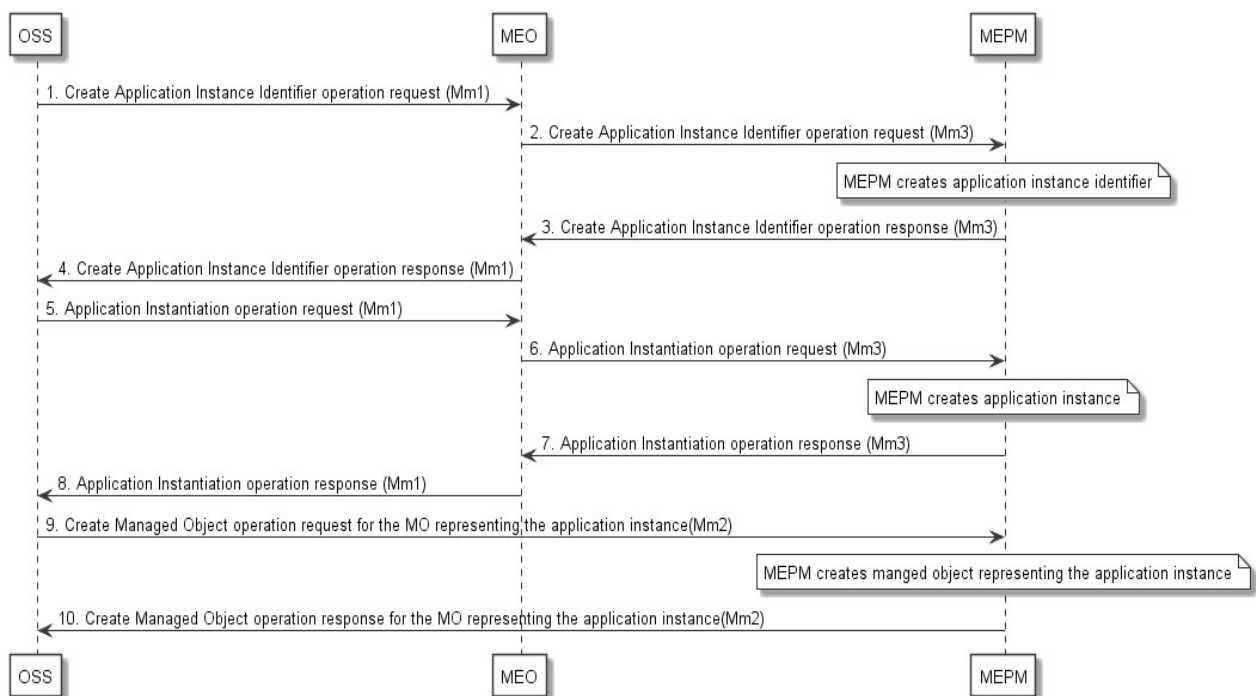 OSS MEO MEPM
1. Create Application Instance Identifier operation request (Mm1)
2. Create Application Instance Identifier operation request (Mm3)
MEPM creates application instance identifier
3. Create Application Instance Identifier operation response (Mm3)
4. Create Application Instance Identifier operation response (Mm1)
5. Application Instantiation operation request (Mm1)
6. Application Instantiation operation request (Mm3)
MEPM creates application instance
7. Application Instantiation operation response (Mm3)
8. Application Instantiation operation response (Mm1)
9. Create Managed Object operation request for the MO representing the application instance(Mm2)
MEPM creates manged object representing the application instance
10. Create Managed Object operation response for the MO representing the application instance(Mm2)
OSS MEO MEPM